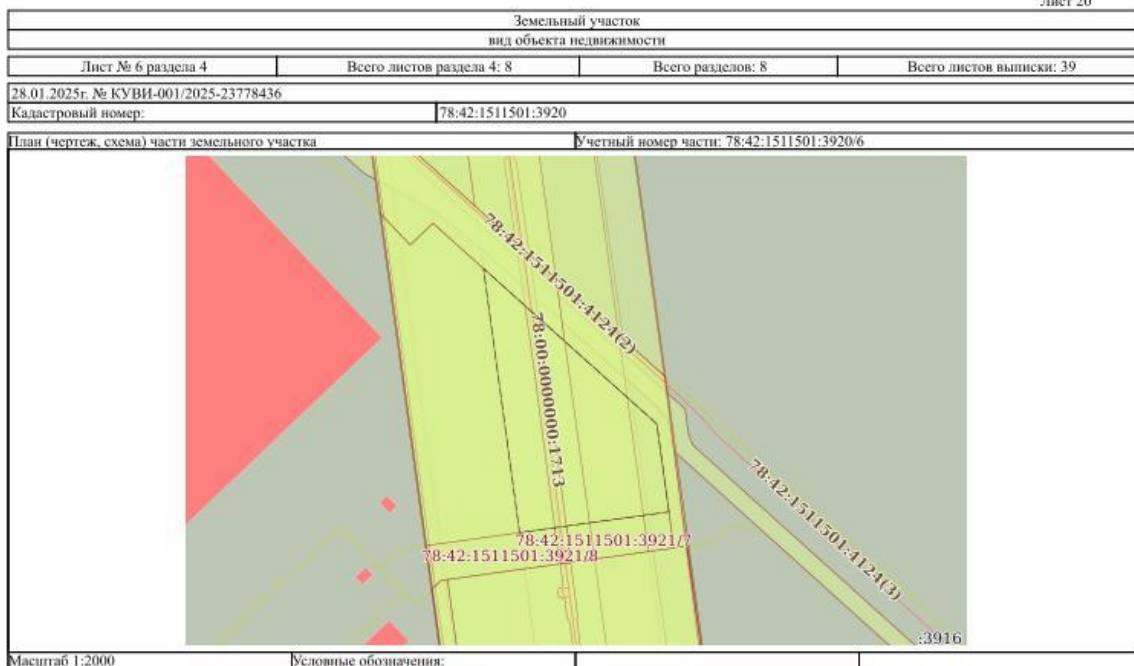 Лист 20
Земельный участок
вид объекта недвижимости
Лист № 6 раздела 4 Всего листов раздела 4: 8 Всего разделов: 8 Всего листов выписки: 39
28.01.2025г. № КУВИ-001/2025-23778436
Кадастровый номер: 78:42:1511501:3920
План (чертеж, схема) части земельного участка Учетный номер части: 78:42:1511501:3920/6
78:42:1511501:4124(2)
78:00:0000000:1713
78:42:1511501:4124(3)
78:42:1511501:3921/7
78:42:1511501:3921/8
:3916
Масштаб 1:2000 Условные обозначения: